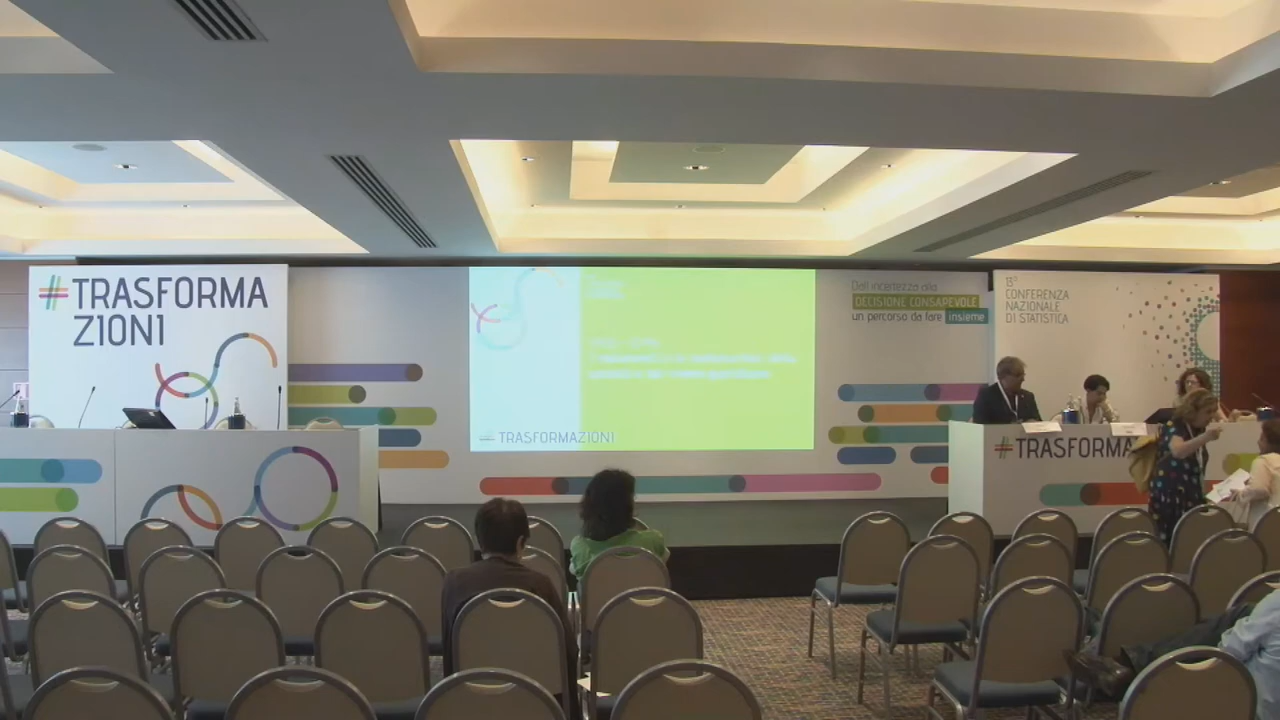 #TRASFORMA
ZIONI
TRASFORMAZIONI
Dall'incertezza alla
DECISIONE CONSAPEVOLE
un percorso da fare insieme
13ª
CONFERENZA
NAZIONALE
DI STATISTICA
#TRASFORMA